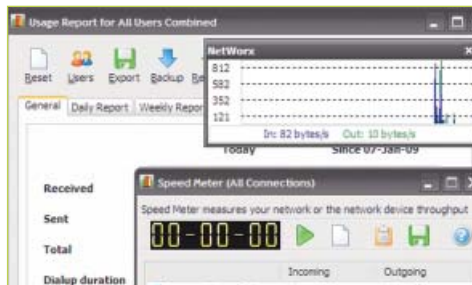 Usage Report for All Users Combined
NetWorx
812
582
352
121
In: 82 bytes/s Out: 10 bytes/s
Reset Users Export Backup
General Daily Report Weekly Repor
Today Since 07-Jan-09
Received
Sent
Total
Dialup duration
Speed Meter (All Connections)
Speed Meter measures your network or the network device throughput
00-00-00
Incoming Outgoing